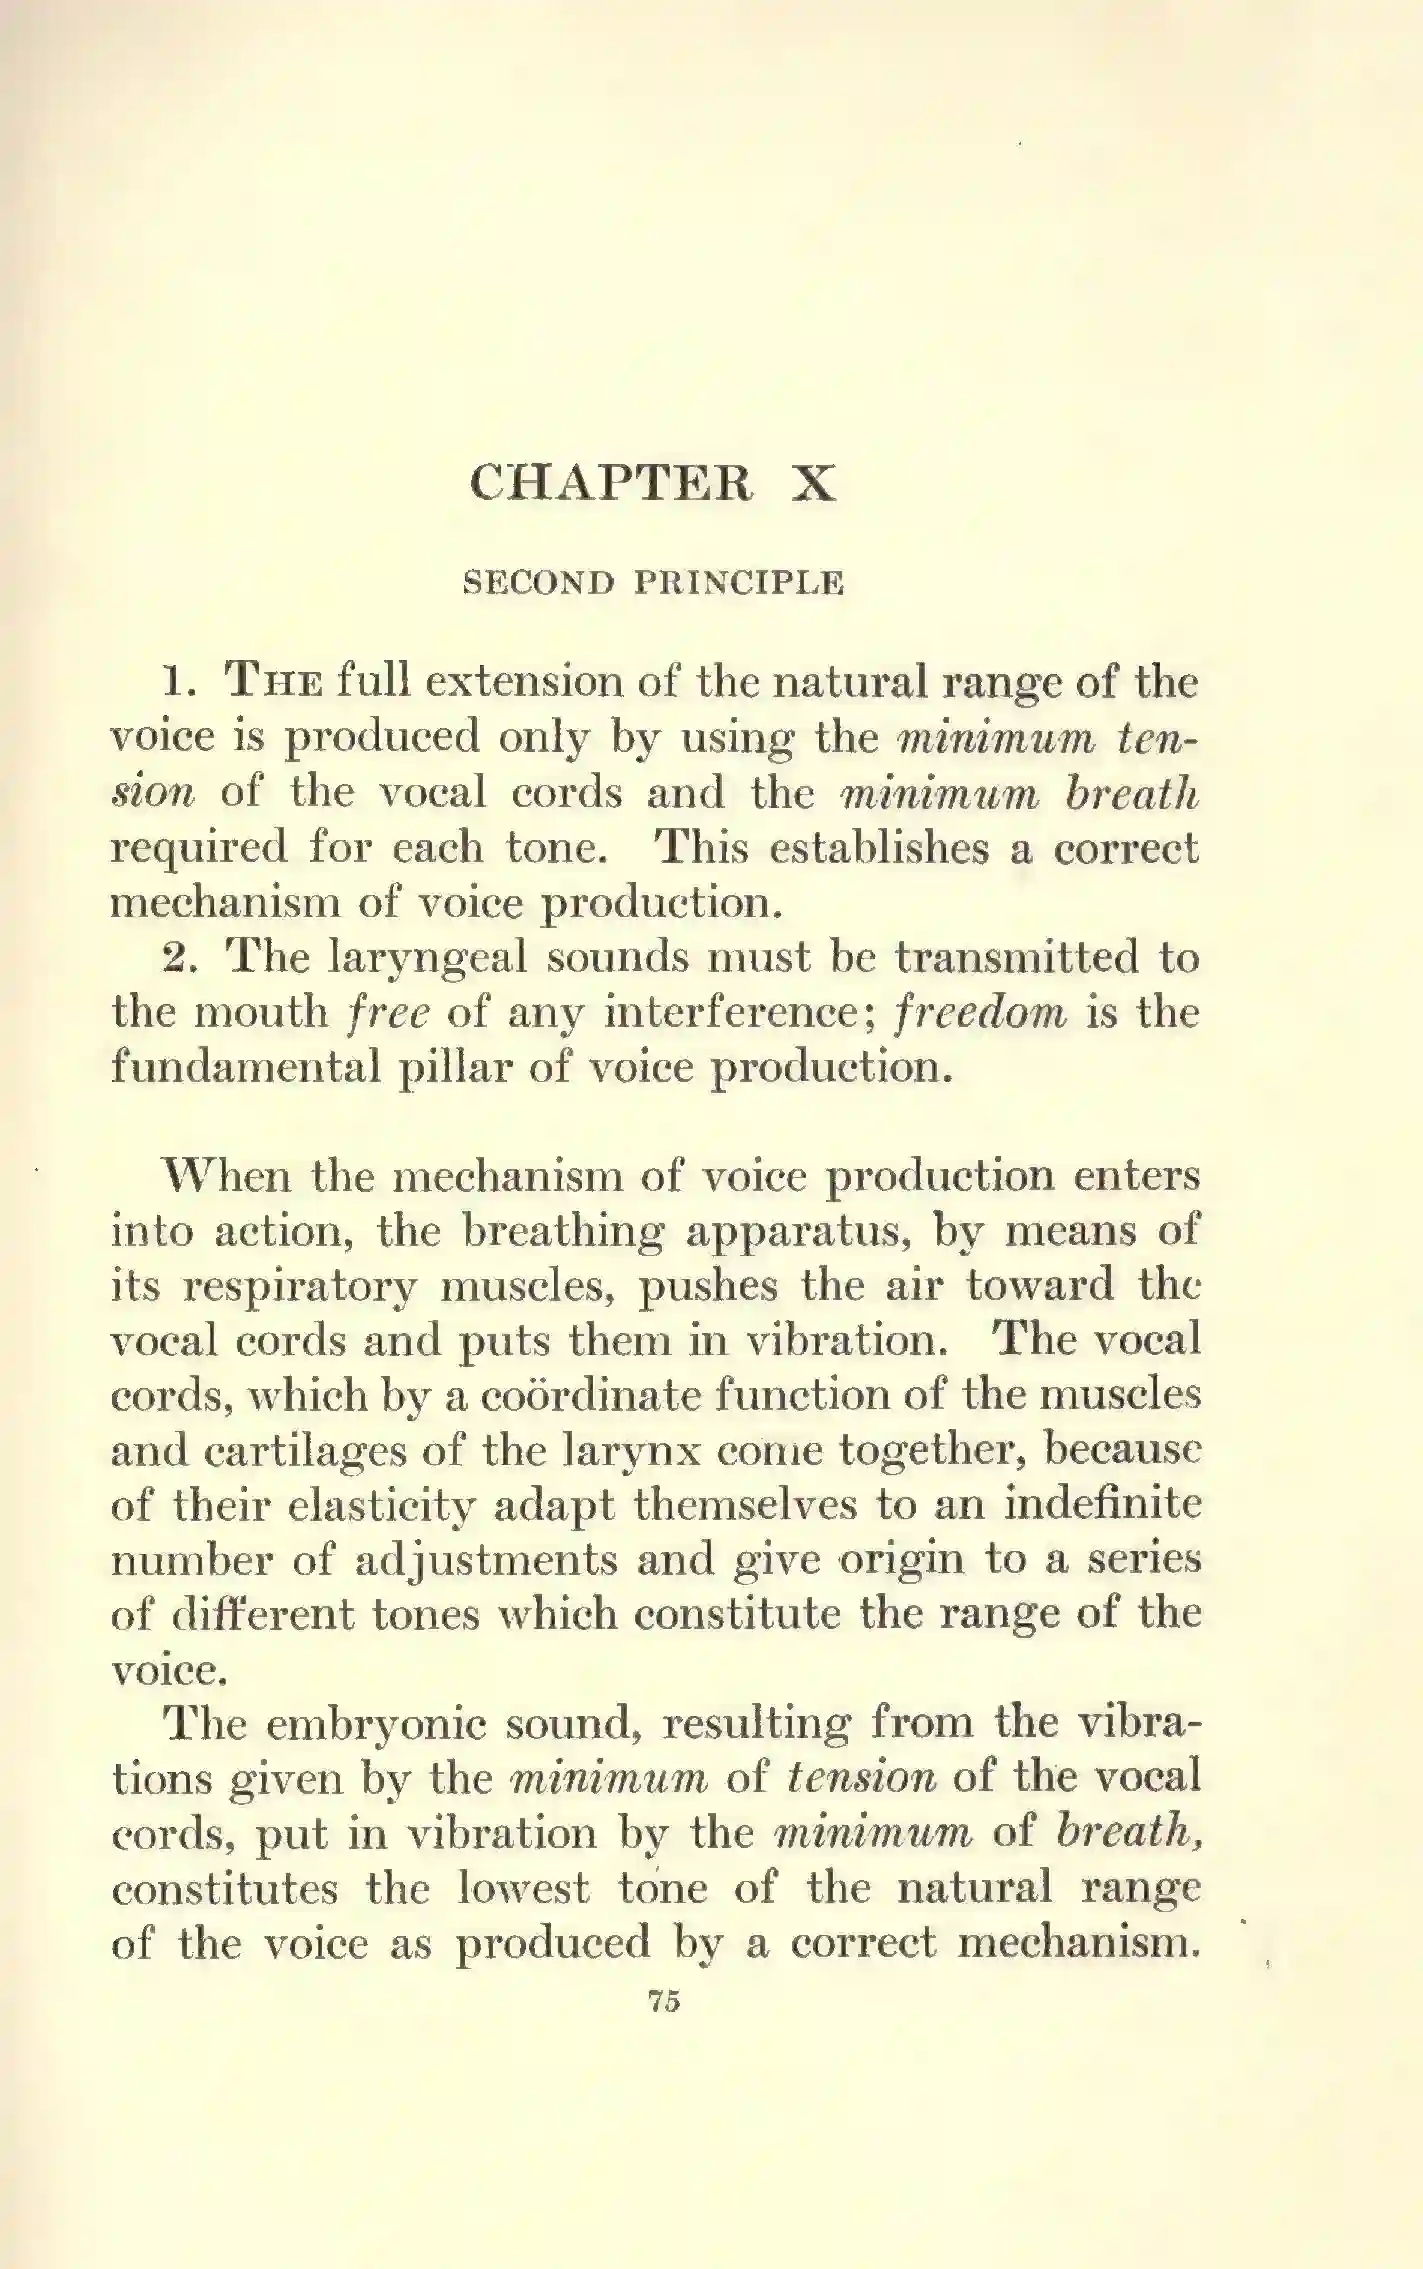 CHAPTER X
SECOND PRINCIPLE
1. THE full extension of the natural range of the
voice is produced only by using the minimum ten-
sion of the vocal cords and the minimum breath
required for each tone. This establishes a correct
mechanism of voice production.
2. The laryngeal sounds must be transmitted to
the mouth free of any interference; freedom is the
fundamental pillar of voice production.
When the mechanism of voice production enters
into action, the breathing apparatus, by means of
its respiratory muscles, pushes the air toward the
vocal cords and puts them in vibration. The vocal
cords, which by a coördinate function of the muscles
and cartilages of the larynx come together, because
of their elasticity adapt themselves to an indefinite
number of adjustments and give origin to a series
of different tones which constitute the range of the
voice.
The embryonic sound, resulting from the vibra-
tions given by the minimum of tension of the vocal
cords, put in vibration by the minimum of breath,
constitutes the lowest tone of the natural range
of the voice as produced by a correct mechanism.
75